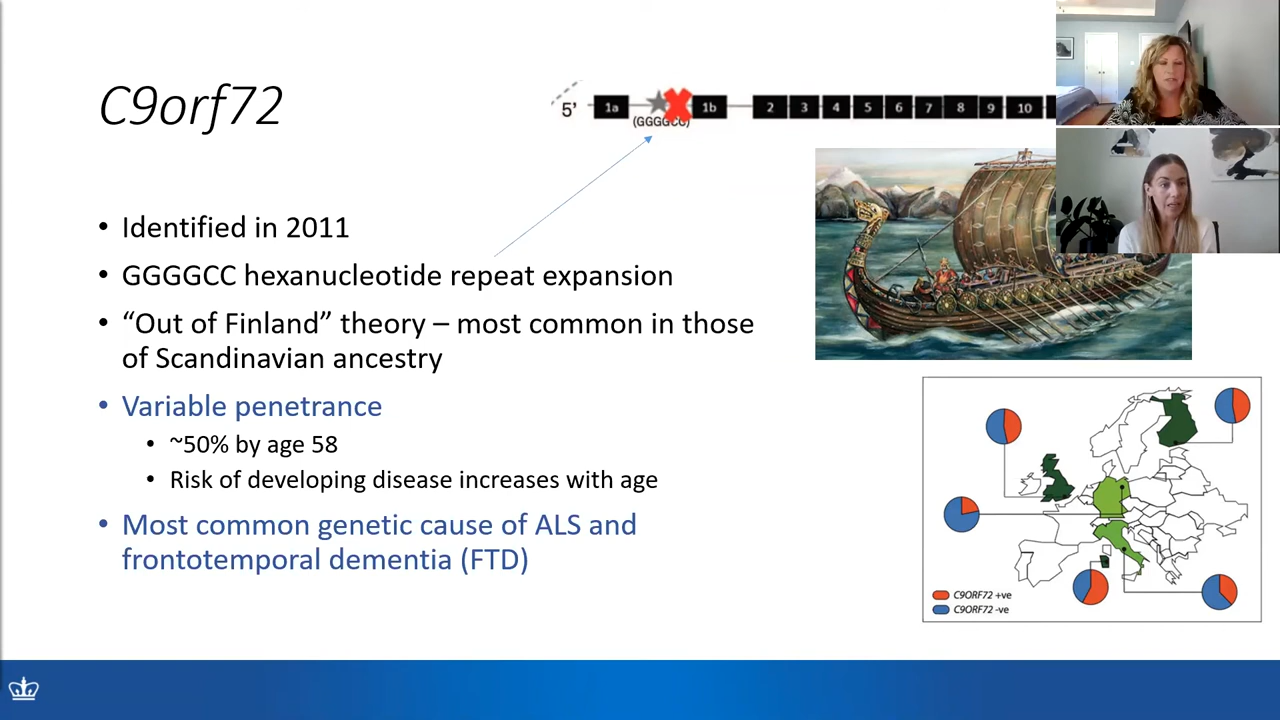 C9orf72
5’ 1a 1b 2 3 4 5 6 7 8 9 10
(GGGGCC)
• Identified in 2011
• GGGGCC hexanucleotide repeat expansion
• “Out of Finland” theory – most common in those
of Scandinavian ancestry
• Variable penetrance
• ~50% by age 58
• Risk of developing disease increases with age
• Most common genetic cause of ALS and
frontotemporal dementia (FTD)
C9ORF72 +ve
C9ORF72 -ve